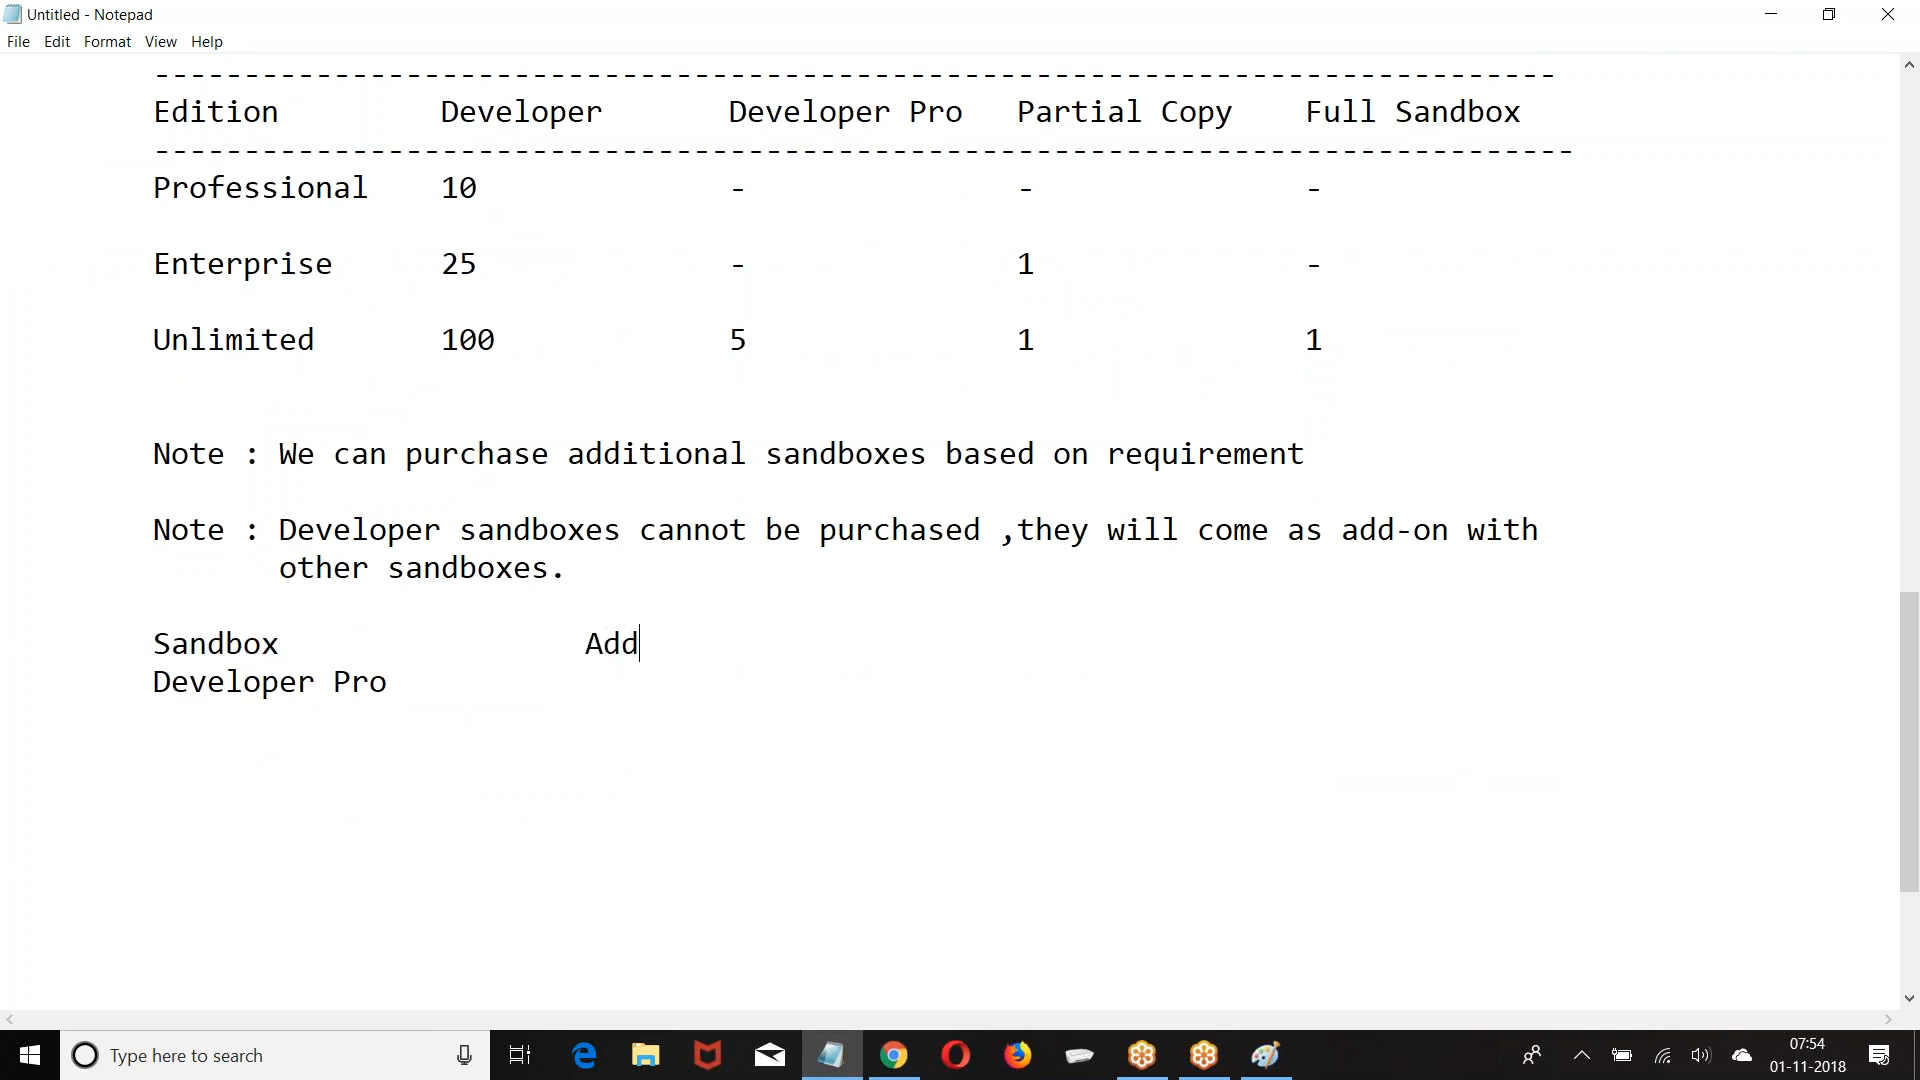 Untitled - Notepad
File Edit Format View Help
-------------------------------------------------------------------------------
Edition Developer Developer Pro Partial Copy Full Sandbox
--------------------------------------------------------------------------------
Professional 10 - - -
Enterprise 25 - 1 -
Unlimited 100 5 1 1
Note : We can purchase additional sandboxes based on requirement
Note : Developer sandboxes cannot be purchased ,they will come as add-on with
other sandboxes.
Sandbox Add
Developer Pro
Type here to search
07:54
01-11-2018